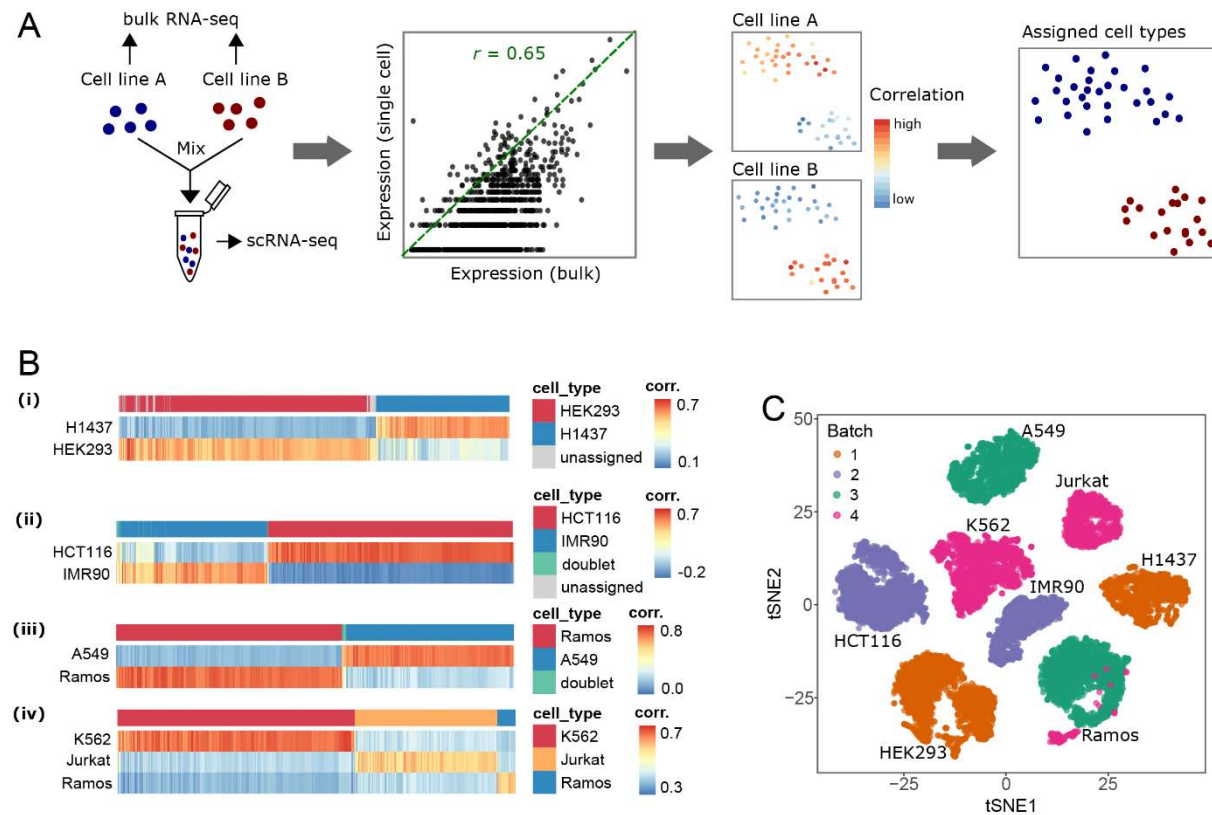 A
bulk RNA-seq
Cell line A
Cell line B
Mix
scRNA-seq
Expression (single cell)
r = 0.65
Expression (bulk)
Cell line A
Cell line B
Correlation
high
low
Assigned cell types
B
(i)
H1437
HEK293
cell_type
HEK293
H1437
unassigned
corr.
0.7
0.1
(ii)
HCT116
IMR90
cell_type
HCT116
IMR90
doublet
unassigned
corr.
0.7
-0.2
(iii)
A549
Ramos
cell_type
Ramos
A549
doublet
corr.
0.8
0.0
(iv)
K562
Jurkat
Ramos
cell_type
K562
Jurkat
Ramos
corr.
0.7
0.3
C
50
25
0
−25
tSNE2
Batch
1
2
3
4
A549
Jurkat
K562
H1437
IMR90
HCT116
Ramos
HEK293
−25
0
25
tSNE1